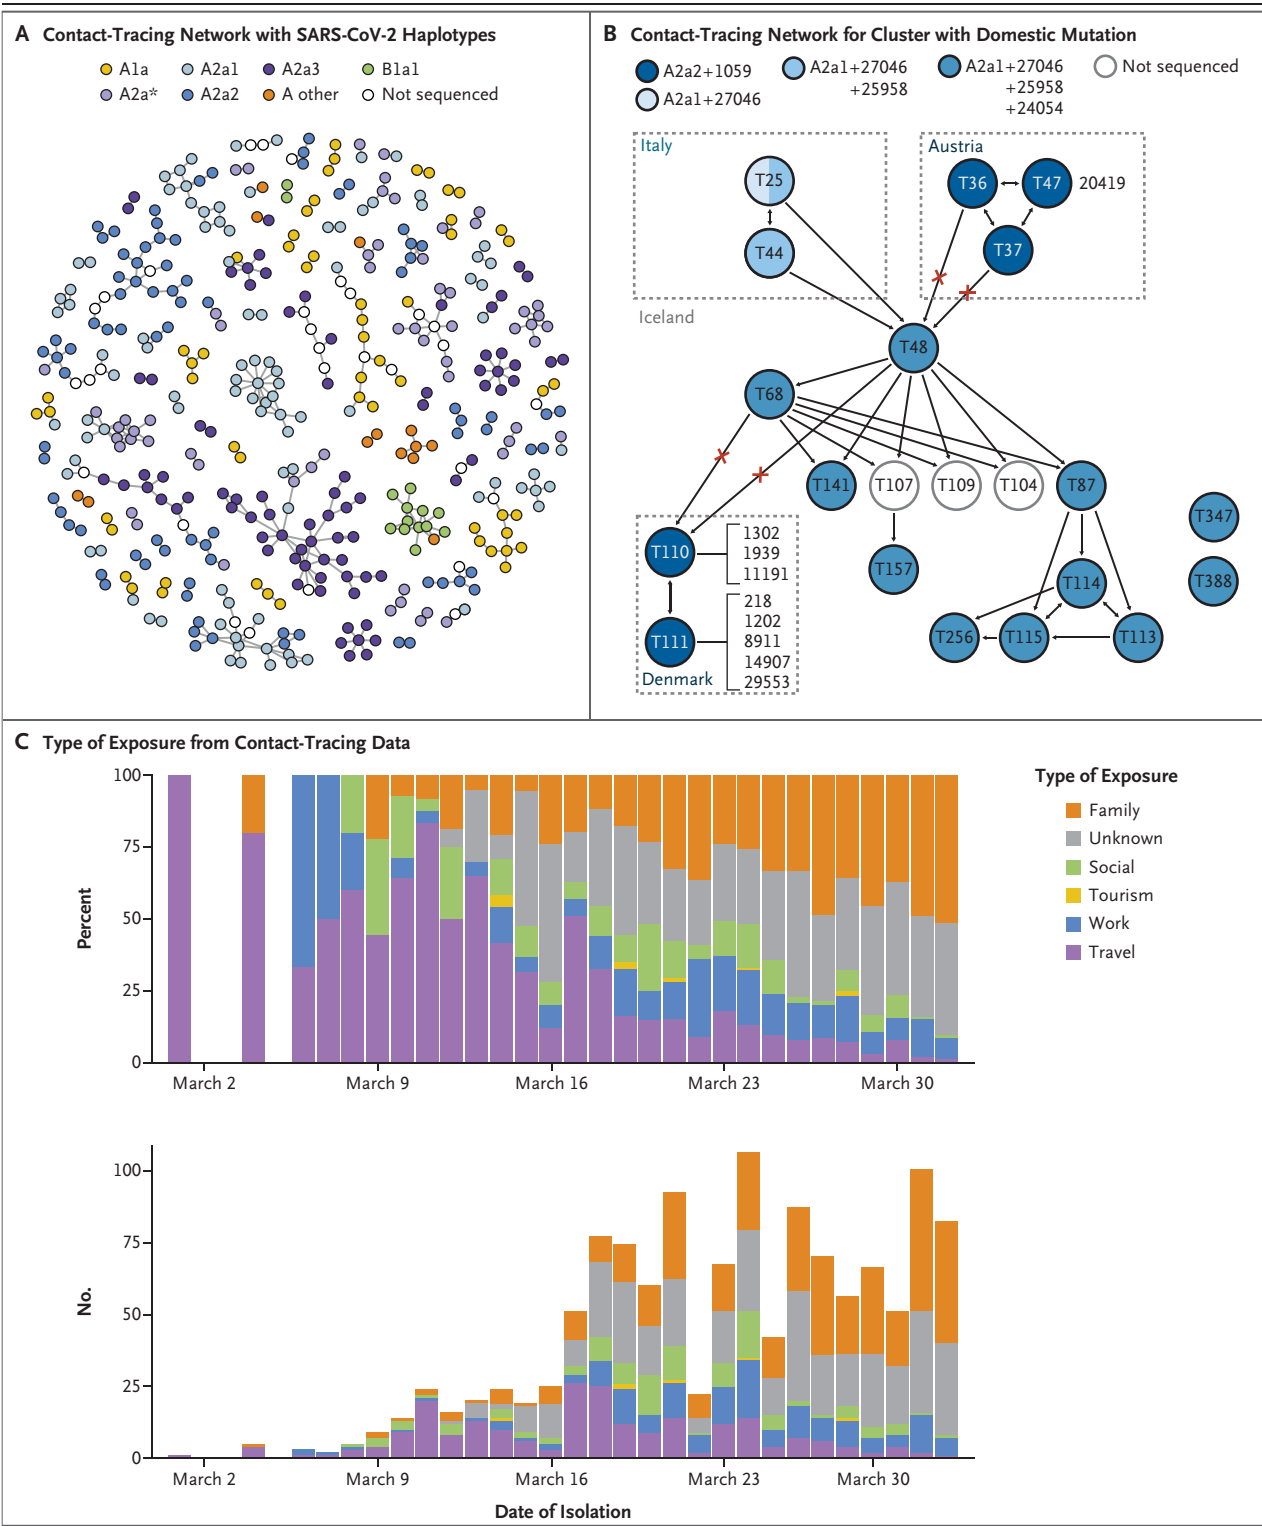 A Contact-Tracing Network with SARS-CoV-2 Haplotypes
A1a
A2a1
A2a3
B1a1
A2a*
A2a2
A other
Not sequenced
B Contact-Tracing Network for Cluster with Domestic Mutation
A2a2+1059
A2a1+27046
A2a1+27046
+25958
A2a1+27046
+25958
+24054
Not sequenced
Italy
Austria
T25
T36
T47
20419
T44
T37
Iceland
T48
T68
T141
T107
T109
T104
T87
T347
T110
1302
1939
11191
T157
T114
T388
T111
218
1202
8911
14907
29553
T256
T115
T113
Denmark
C Type of Exposure from Contact-Tracing Data
Percent
100
75
50
25
0
March 2
March 9
March 16
March 23
March 30
Type of Exposure
Family
Unknown
Social
Tourism
Work
Travel
No.
100
75
50
25
0
March 2
March 9
March 16
March 23
March 30
Date of Isolation